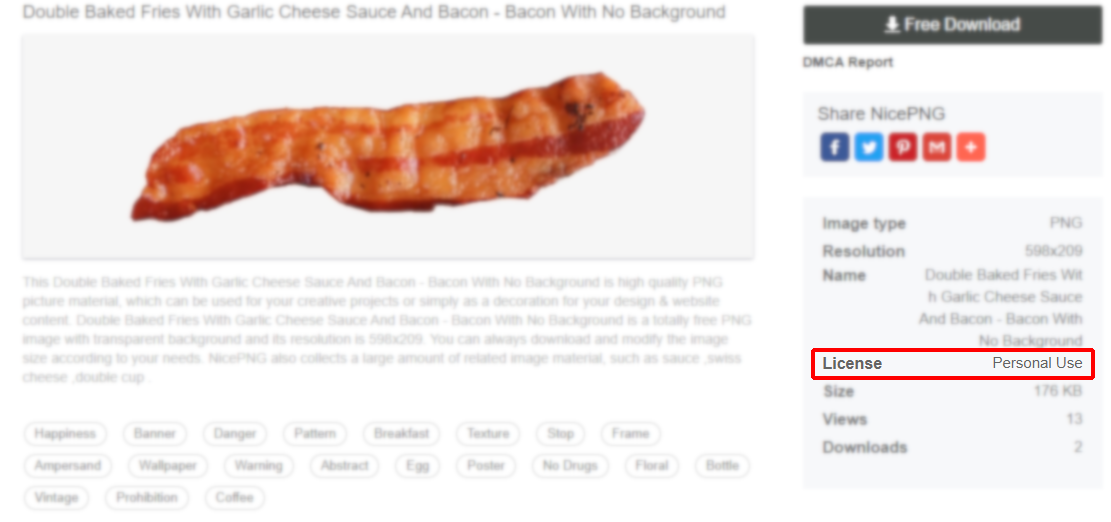 Double Baked Fries With Garlic Cheese Sauce And Bacon - Bacon With No Background
This Double Baked Fries With Garlic Cheese Sauce And Bacon - Bacon With No Background is high quality PNG
picture material, which can be used for your creative projects or simply as a decoration for your design & website
content. Double Baked Fries With Garlic Cheese Sauce And Bacon - Bacon With No Background is a totally free PNG
image with transparent background and its resolution is 598x209. You can always download and modify the image
size according to your needs. NicePNG also collects a large amount of related image material, such as sauce ,swiss
cheese ,double cup .
Happiness Banner Danger Pattern Breakfast Texture Stop Frame
Ampersand Wallpaper Warning Abstract Egg Poster No Drugs Floral Bottle
Vintage Prohibition Coffee
Free Download
DMCA Report
Share NicePNG
Image type PNG
Resolution 598x209
Name Double Baked Fries Wit
h Garlic Cheese Sauce
And Bacon - Bacon With
No Background
License Personal Use
Size 176 KB
Views 13
Downloads 2